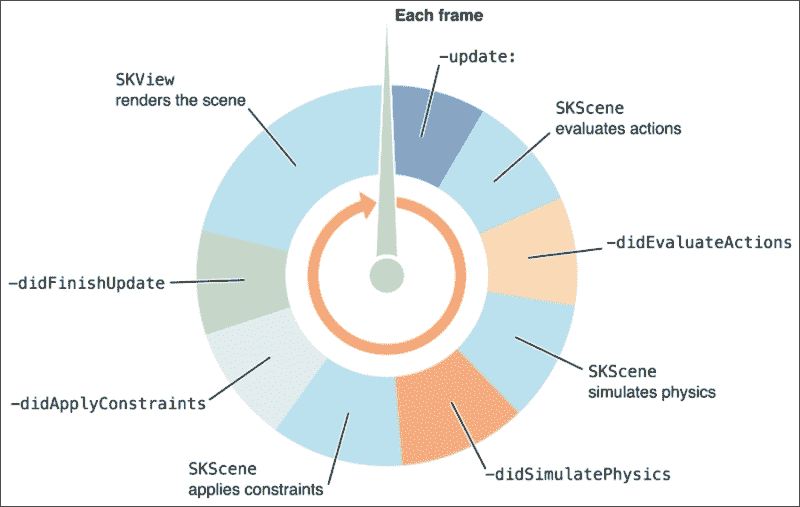 Each frame
-update:
SKScene
evaluates actions
-didEvaluateActions
SKScene
simulates physics
-didSimulatePhysics
SKScene
applies constraints
-didApplyConstraints
-didFinishUpdate
SKView
renders the scene